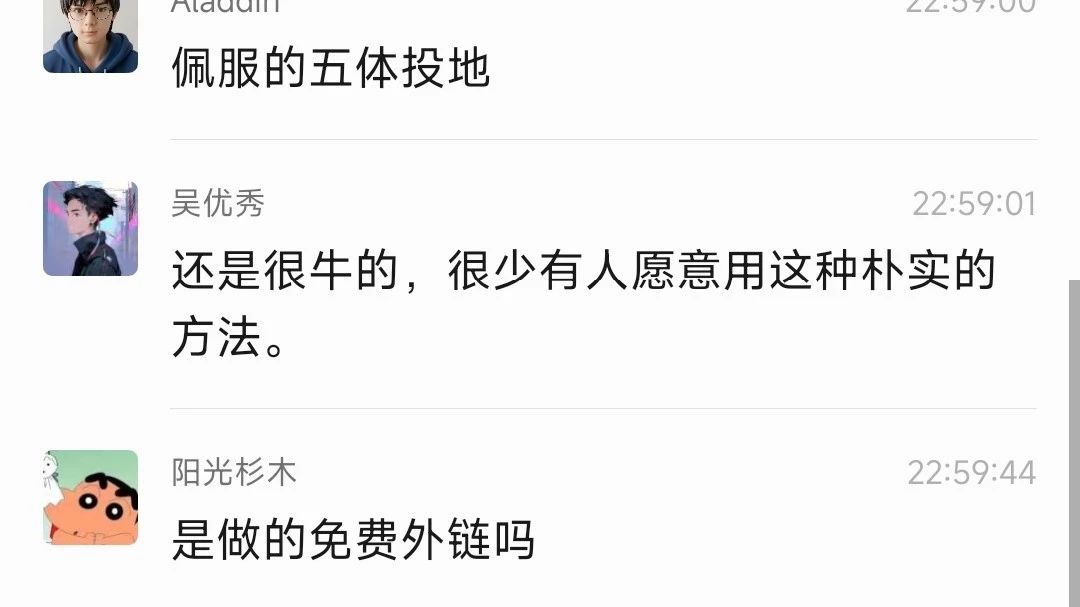 Aladdin
22:59:00
佩服的五体投地
吴优秀
22:59:01
还是很牛的，很少有人愿意用这种朴实的
方法。
阳光杉木
22:59:44
是做的免费外链吗